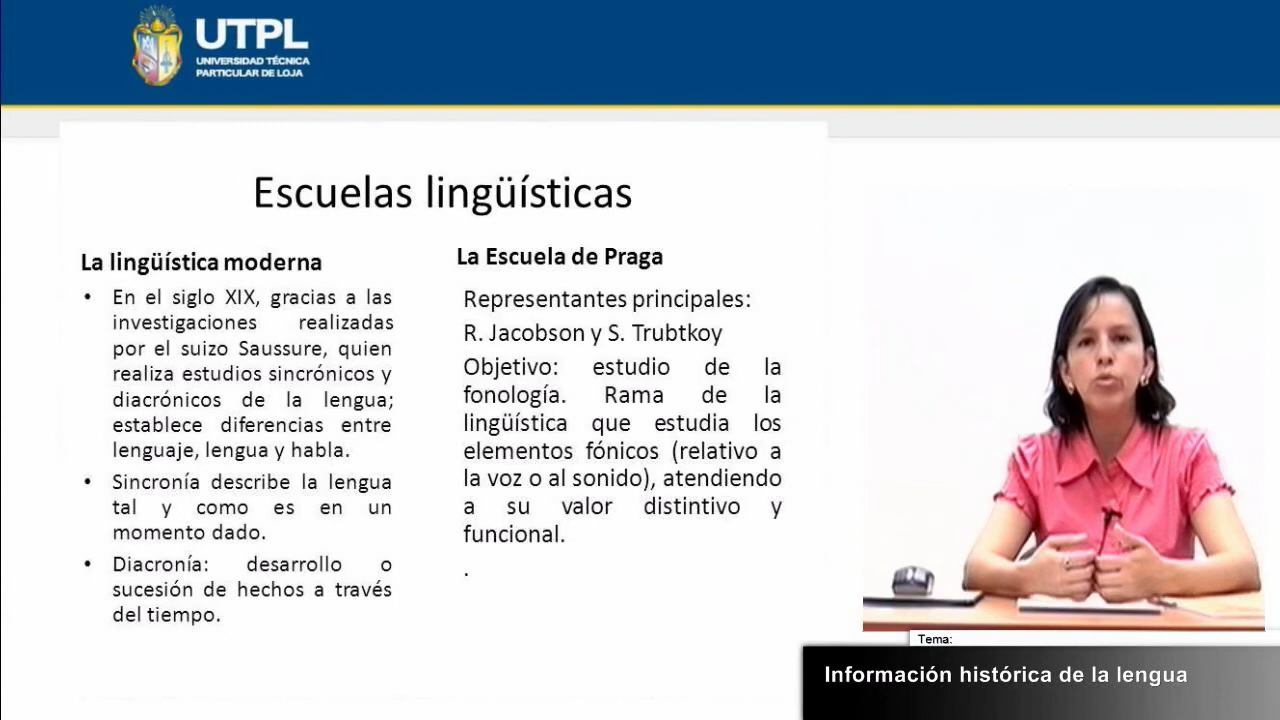 UTPL
UNIVERSIDAD TÉCNICA
PARTICULAR DE LOJA
Escuelas lingüísticas
La lingüística moderna
• En el siglo XIX, gracias a las
investigaciones realizadas
por el suizo Saussure, quien
realiza estudios sincrónicos y
diacrónicos de la lengua;
establece diferencias entre
lenguaje, lengua y habla.
• Sincronía describe la lengua
tal y como es en un
momento dado.
• Diacronía: desarrollo o
sucesión de hechos a través
del tiempo.
La Escuela de Praga
Representantes principales:
R. Jacobson y S. Trubtkoy
Objetivo: estudio de la
fonología. Rama de la
lingüística que estudia los
elementos fónicos (relativo a
la voz o al sonido), atendiendo
a su valor distintivo y
funcional.
.
Tema:
Información histórica de la lengua